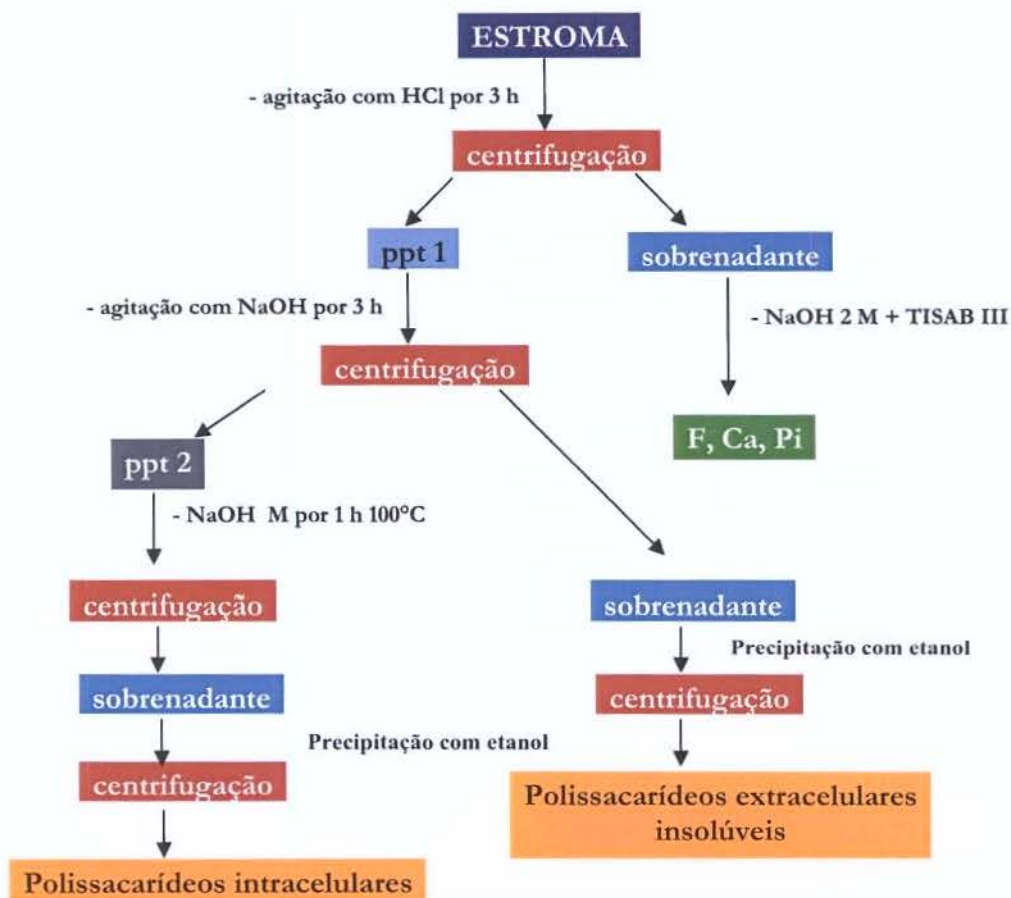 ESTROMA
- agitação com HCl por 3 h
centrifugação
ppt 1
sobrenadante
- agitação com NaOH por 3 h
- NaOH 2 M + TISAB III
centrifugação
F, Ca, Pi
ppt 2
- NaOH M por 1 h 100°C
centrifugação
sobrenadante
Precipitação com etanol
sobrenadante
centrifugação
Precipitação com etanol
centrifugação
Polissacarídeos extracelulares
insolúveis
Polissacarídeos intracelulares